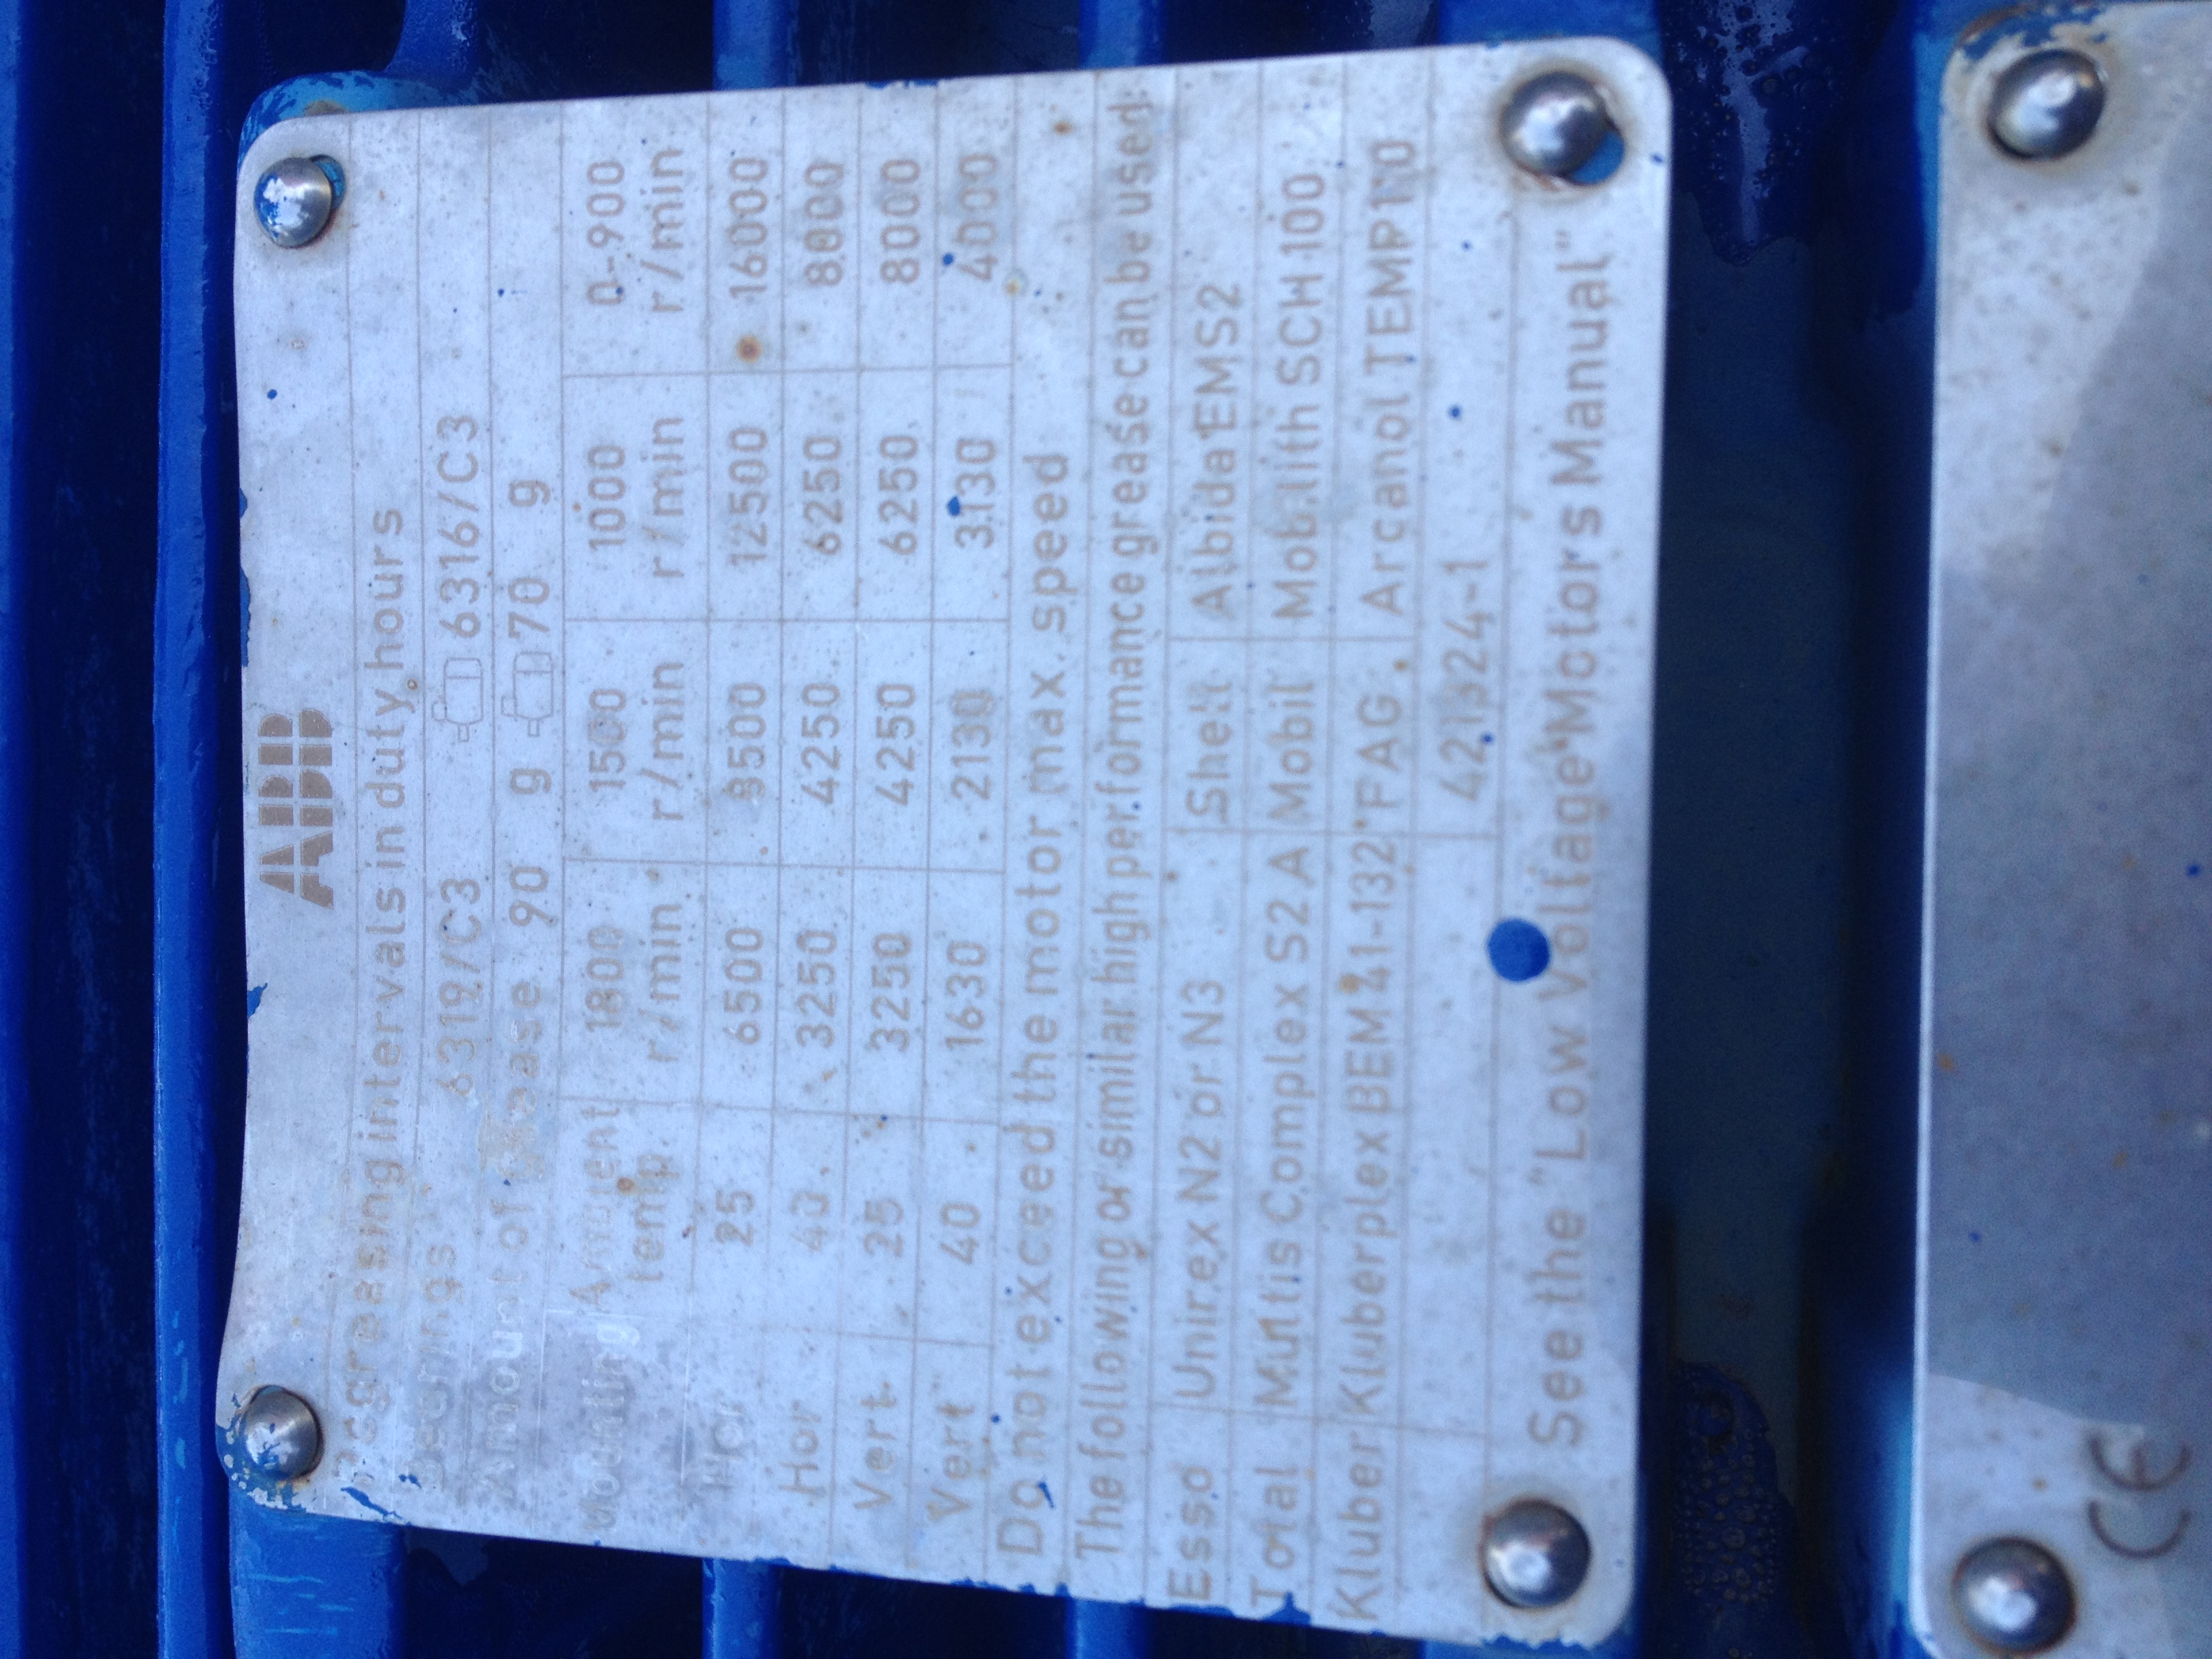 ABB
Regreasing intervals in duty hours
Bearings 6319/C3 6316/C3
Amount of grease 90 g 70 g
Mounting Ambient temp. 1800 r/min 1500 r/min 1000 r/min 0-900 r/min
Hor 25 6500 8500 12500 16000
Hor 40 3250 4250 6250 8000
Vert 25 3250 4250 6250 8000
Vert 40 1630 2130 3130 4000
Do not exceed the motor max. speed
The following or similar high performance grease can be used
Esso Unirex N2 or N3 Shell Albida EMS2
Total Multis Complex S2 A Mobil Mobilith SCH 100
Kluber Kluberplex BEM 41-132 FAG Arcanol TEMP110
421324-1
See the "Low Voltage Motors Manual"
CE